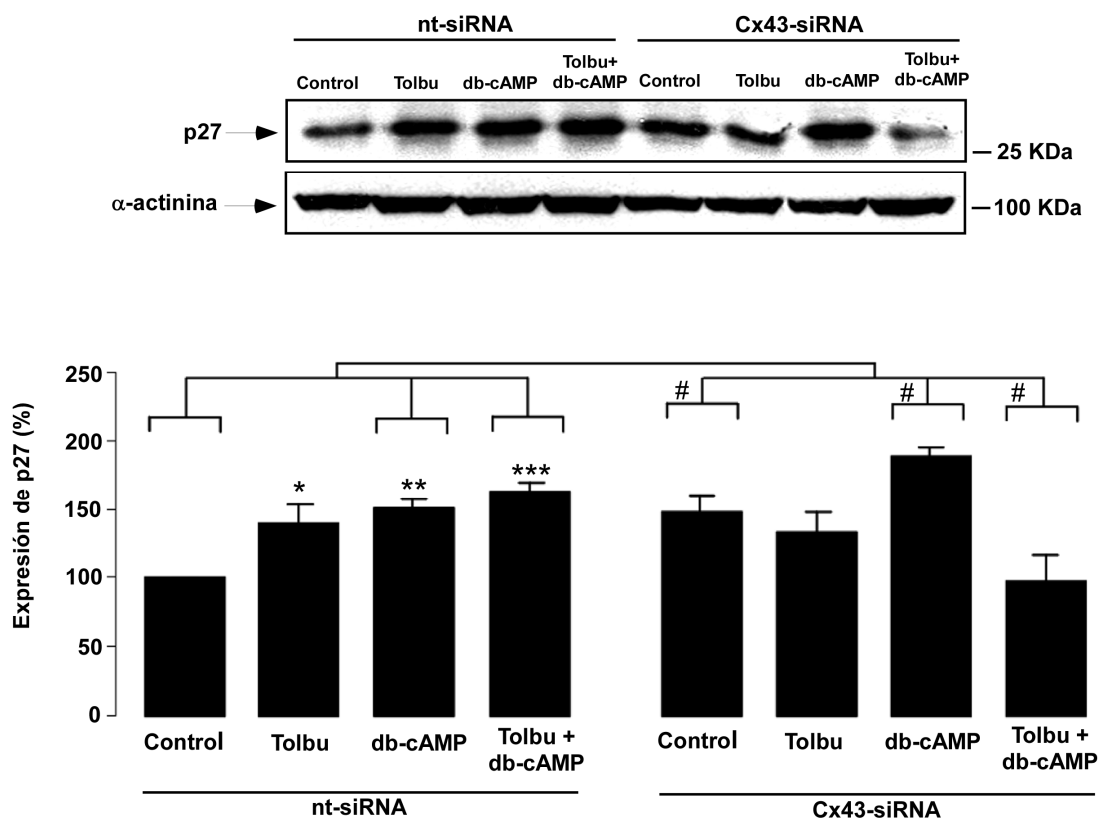 nt-siRNA
Cx43-siRNA
Control
Tolbu
db-cAMP
Tolbu+
db-cAMP
Control
Tolbu
db-cAMP
Tolbu+
db-cAMP
p27
25 KDa
α-actinina
100 KDa
Expresión de p27 (%)
250
200
150
100
50
0
*
**
***
#
#
#
Control
Tolbu
db-cAMP
Tolbu +
db-cAMP
Control
Tolbu
db-cAMP
Tolbu +
db-cAMP
nt-siRNA
Cx43-siRNA